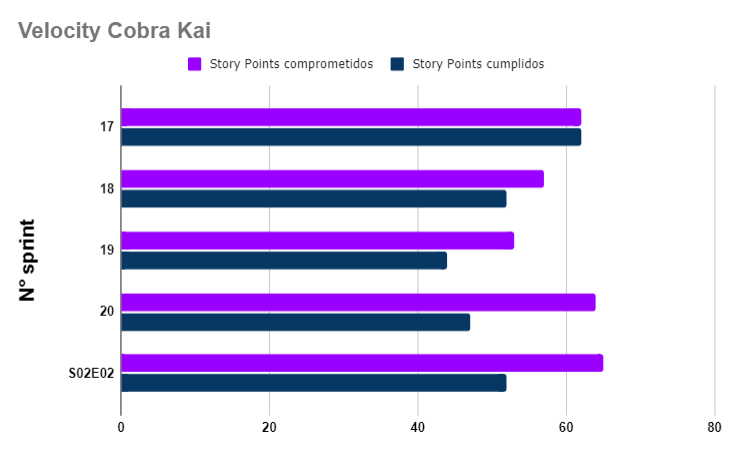 Velocity Cobra Kai
Story Points comprometidos
Story Points cumplidos
17
18
19
20
S02E02
N° sprint
0
20
40
60
80